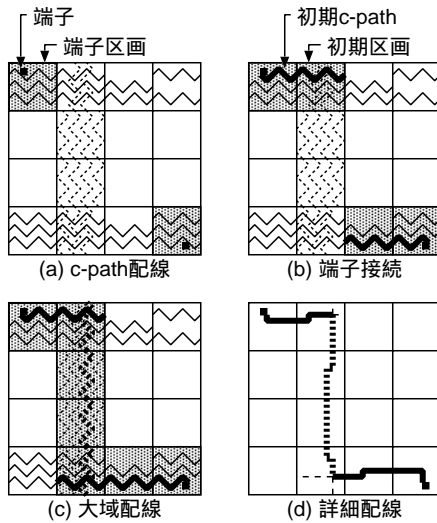 端子
端子区画
初期c-path
初期区画
(a) c-path配線
(b) 端子接続
(c) 大域配線
(d) 詳細配線